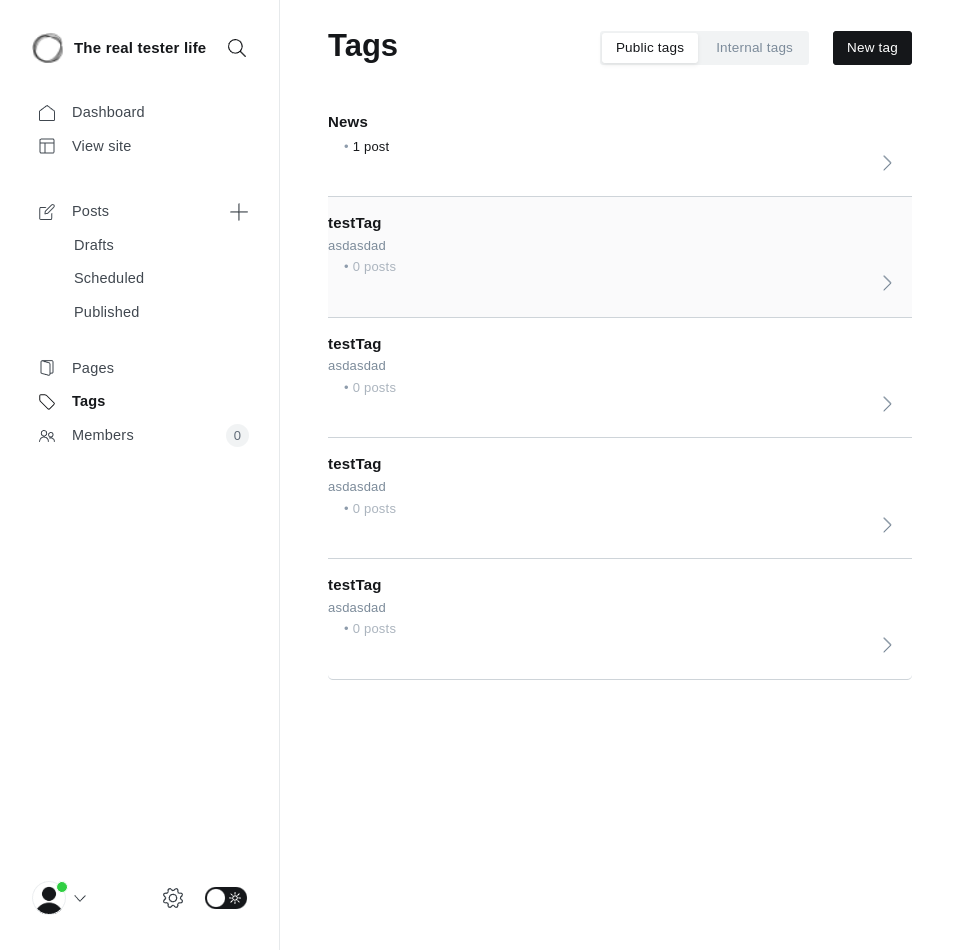 The real tester life
Dashboard
View site
Posts
Drafts
Scheduled
Published
Pages
Tags
Members 0
Tags
Public tags Internal tags New tag
News
• 1 post
testTag
asdasdad
• 0 posts
testTag
asdasdad
• 0 posts
testTag
asdasdad
• 0 posts
testTag
asdasdad
• 0 posts